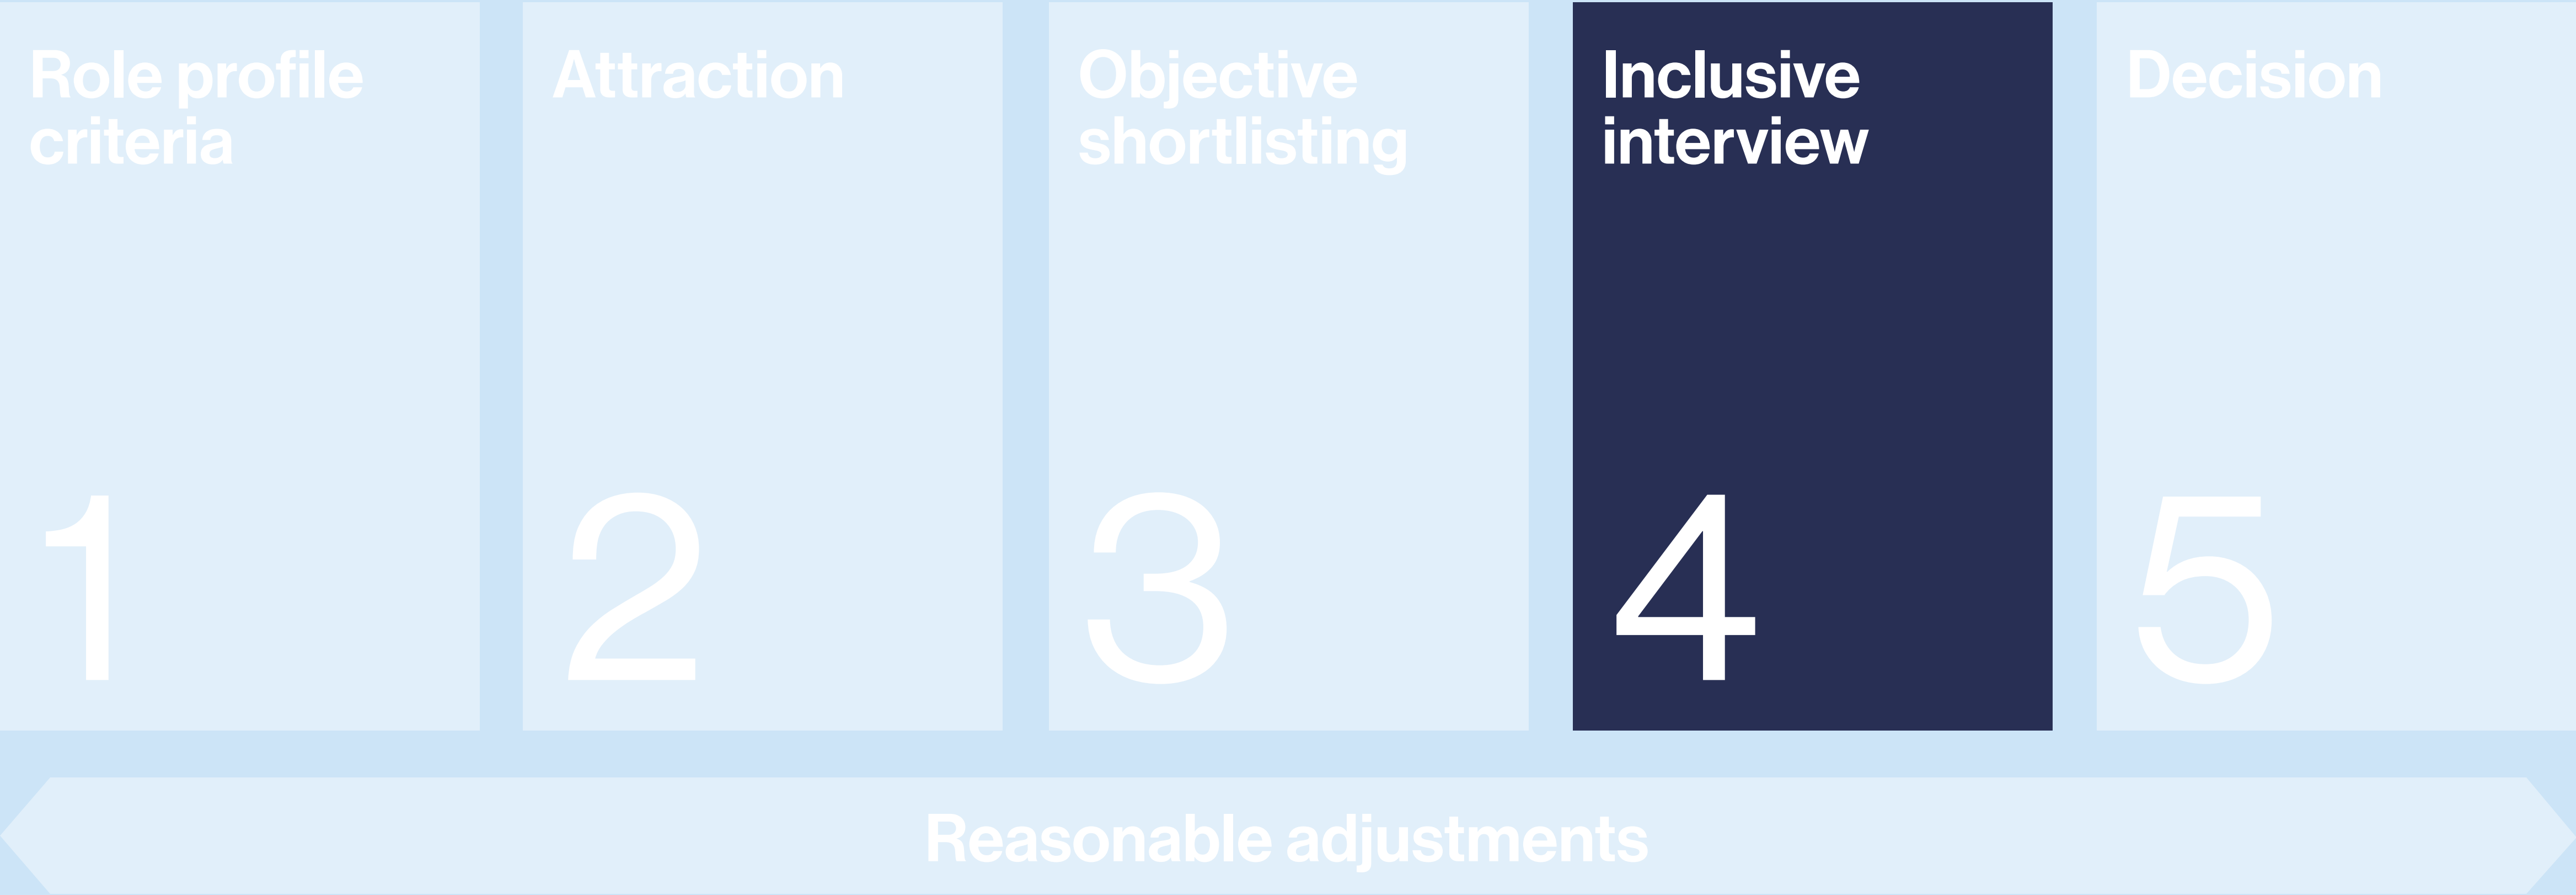 Role profile
criteria
1
Attraction
2
Objective
shortlisting
3
Inclusive
interview
4
Decision
5
Reasonable adjustments